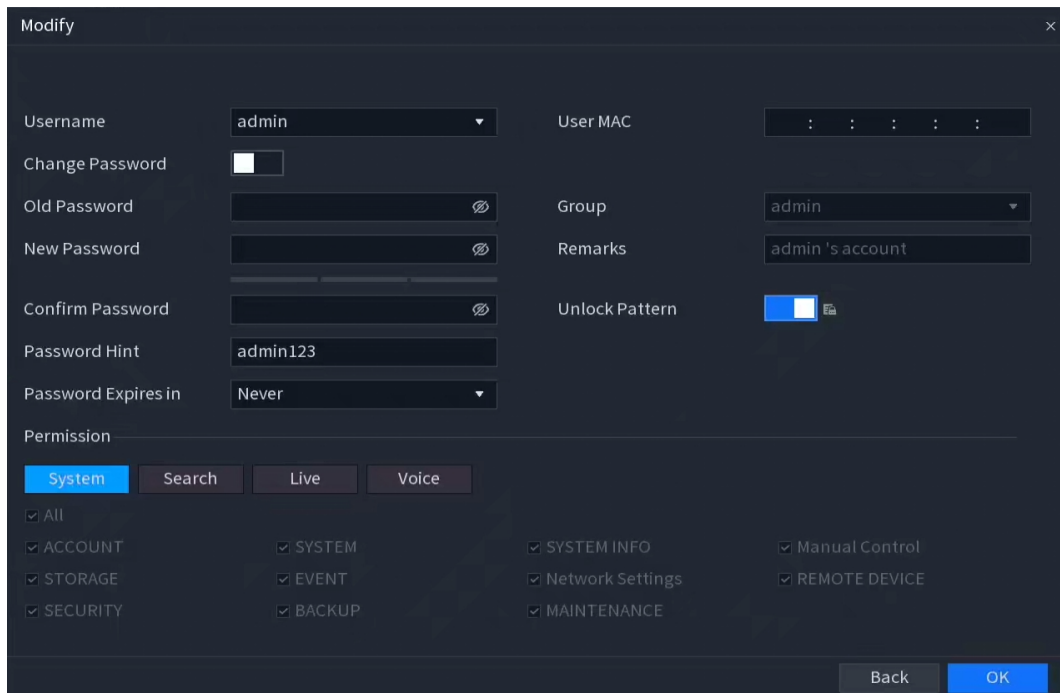 Modify
Username admin User MAC : : : : :
Change Password
Old Password Group admin
New Password Remarks admin 's account
Confirm Password Unlock Pattern
Password Hint admin123
Password Expires in Never
Permission
System Search Live Voice
All
ACCOUNT SYSTEM SYSTEM INFO Manual Control
STORAGE EVENT Network Settings REMOTE DEVICE
SECURITY BACKUP MAINTENANCE
Back OK